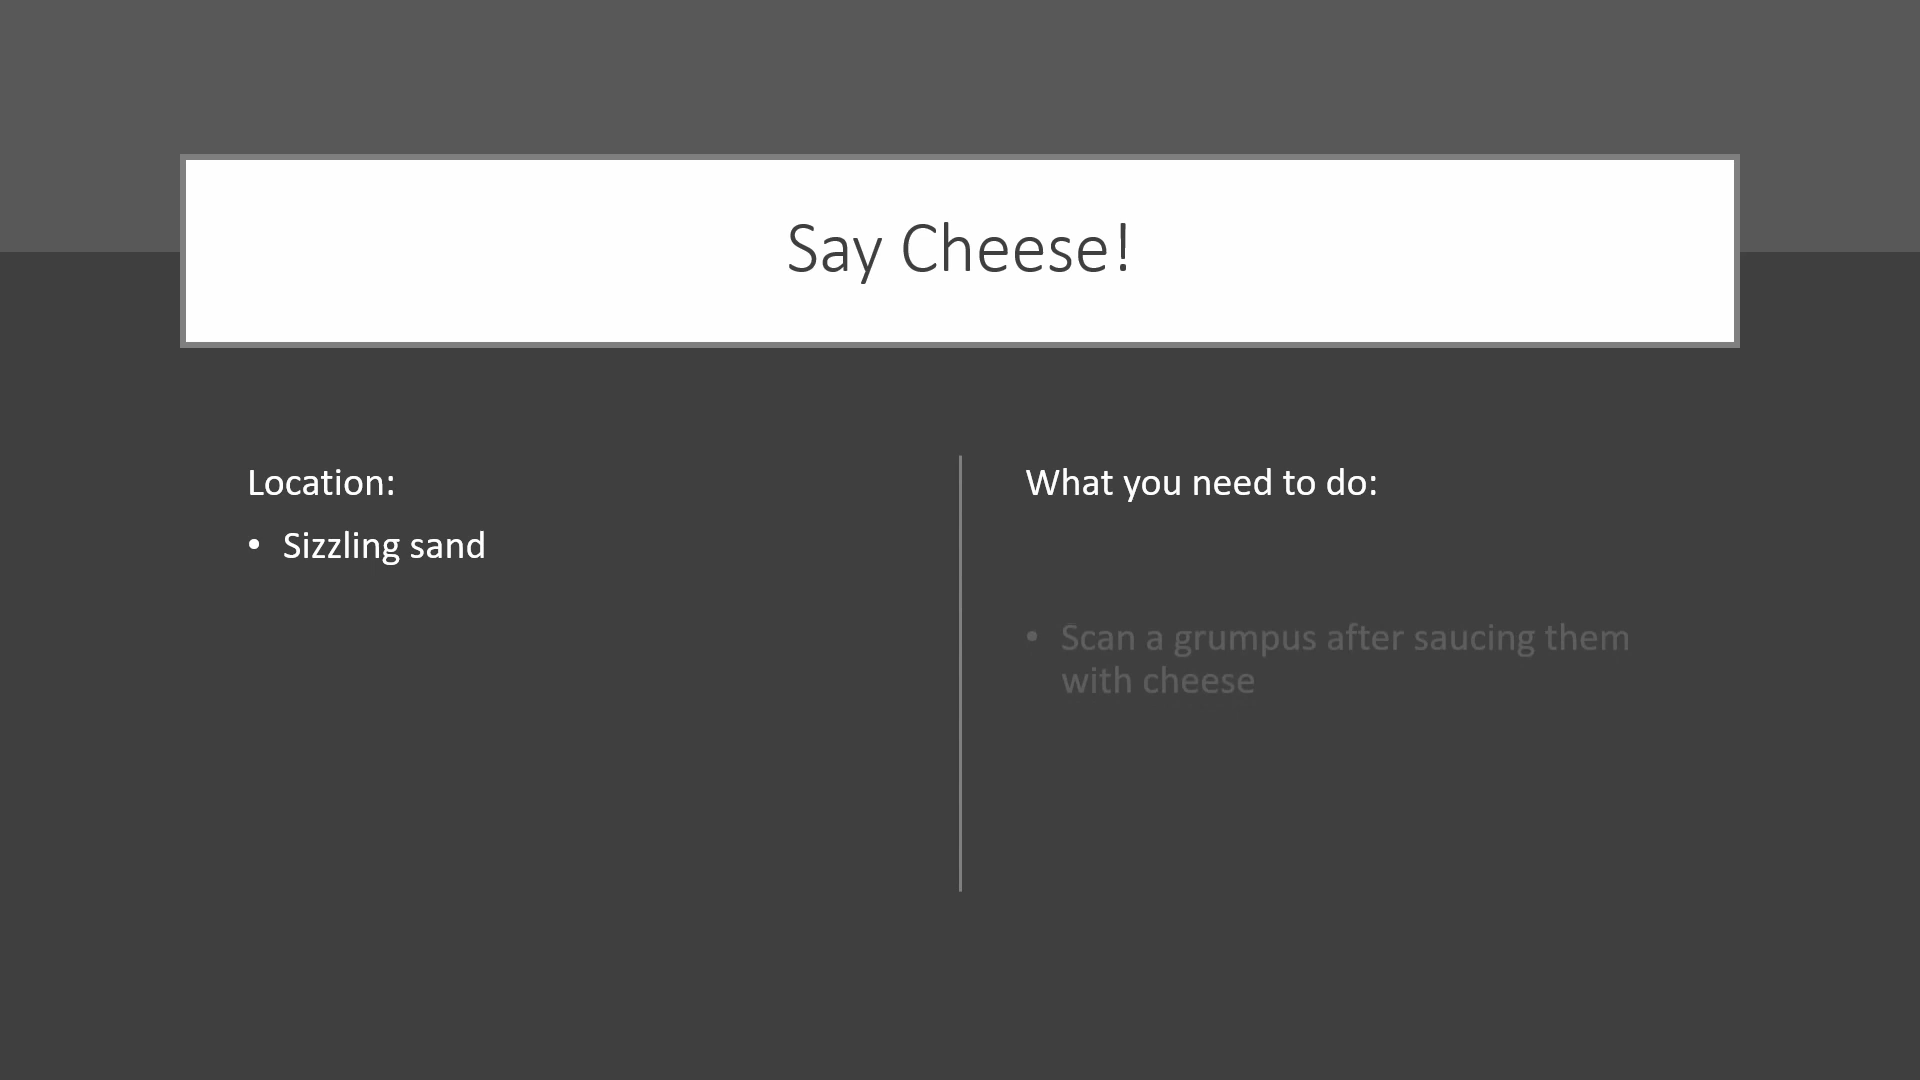 Say Cheese!
Location:
• Sizzling sand
What you need to do:
• Scan a grumpus after saucing them
with cheese